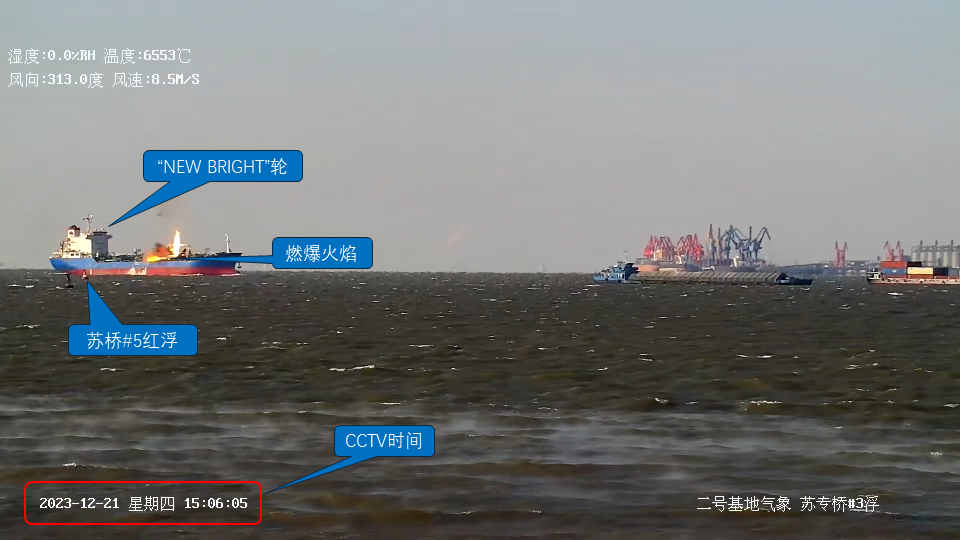 湿度:0.0%RH 温度:6553℃
风向:313.0度 风速:8.5M/S
“NEW BRIGHT”轮
燃爆火焰
苏桥#5红浮
CCTV时间
2023-12-21 星期四 15:06:05
二号基地气象 苏专桥#3浮